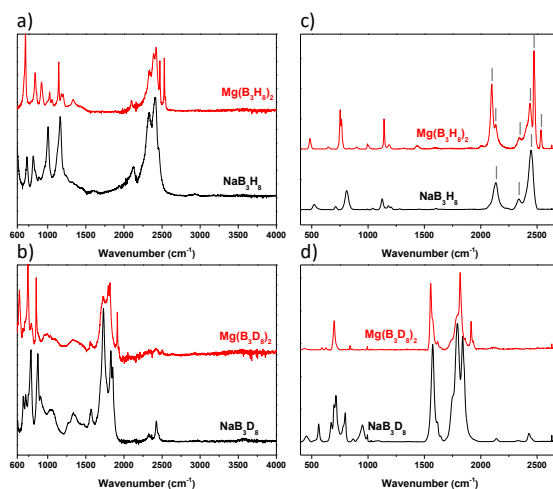 a)
Mg(B₃H₈)₂
NaB₃H₈
600 1000 1500 2000 2500 3000 3500 4000
Wavenumber (cm⁻¹)
c)
Mg(B₃H₈)₂
NaB₃H₈
500 1000 1500 2000 2500
Wavenumber (cm⁻¹)
b)
Mg(B₃D₈)₂
NaB₃D₈
600 1000 1500 2000 2500 3000 3500 4000
Wavenumber (cm⁻¹)
d)
Mg(B₃D₈)₂
NaB₃D₈
500 1000 1500 2000 2500
Wavenumber (cm⁻¹)